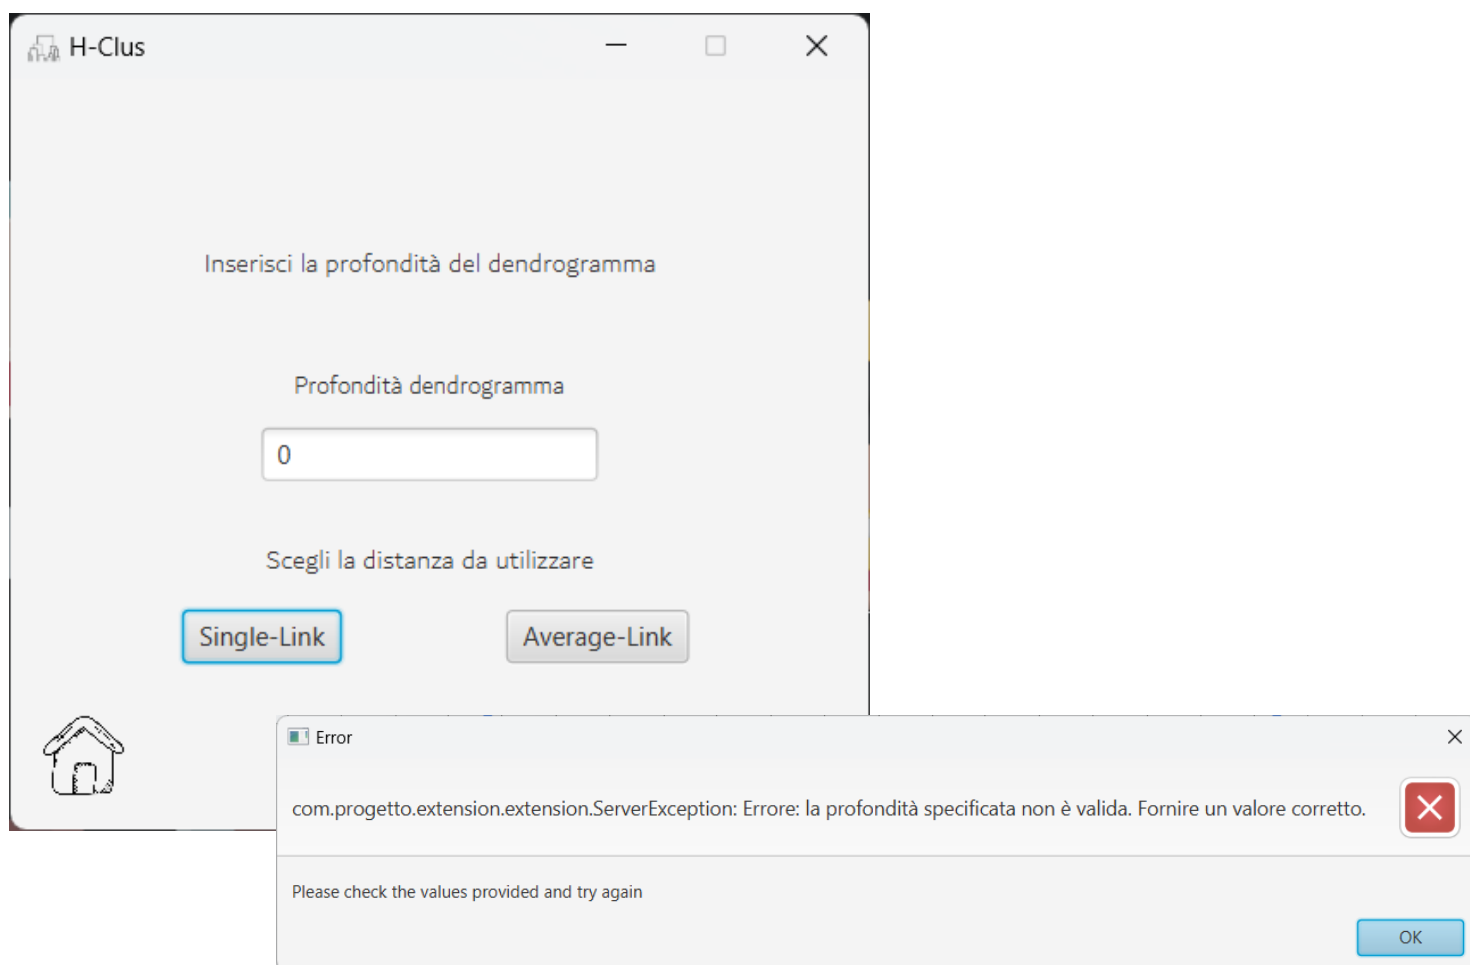 H-Clus
Inserisci la profondità del dendrogramma
Profondità dendrogramma
0
Scegli la distanza da utilizzare
Single-Link
Average-Link
Error
com.progetto.extension.extension.ServerException: Errore: la profondità specificata non è valida. Fornire un valore corretto.
Please check the values provided and try again
OK